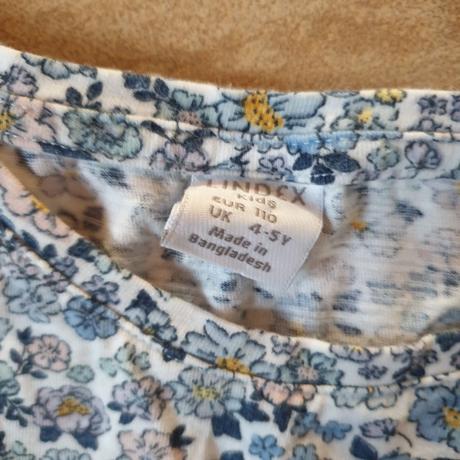 LINDEX
Kids
EUR 110
UK 4-5Y
Made in
Bangladesh